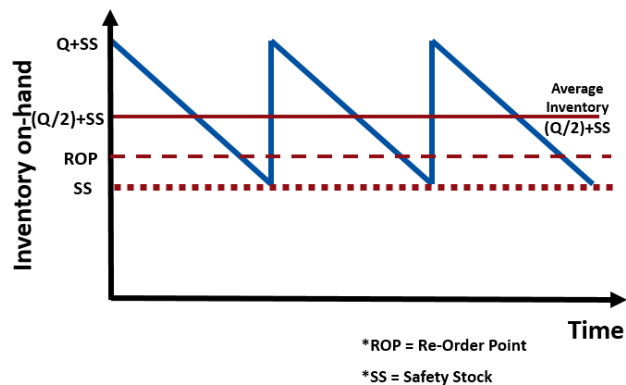 Inventory on-hand
Q+SS
(Q/2)+SS
ROP
SS
Average
Inventory
(Q/2)+SS
Time
*ROP = Re-Order Point
*SS = Safety Stock